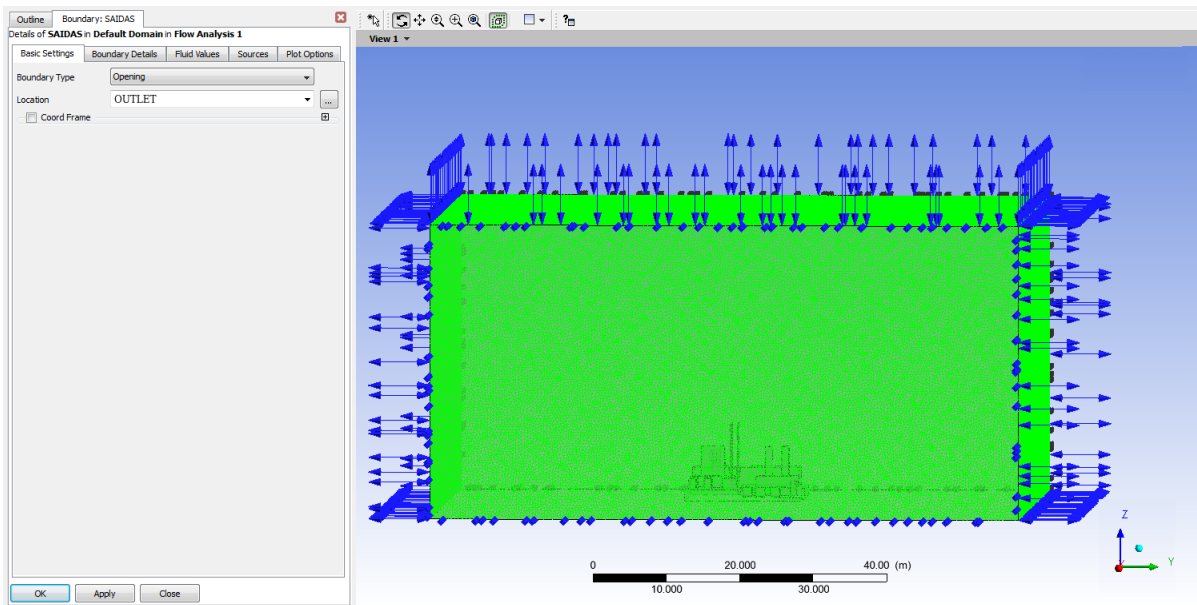 Outline
Boundary: SAIDAS
Details of SAIDAS in Default Domain in Flow Analysis 1
Basic Settings
Boundary Details
Fluid Values
Sources
Plot Options
Boundary Type
Opening
Location
OUTLET
...
Coord Frame
OK
Apply
Close
View 1
Z
Y
0
20.000
40.00 (m)
10.000
30.000